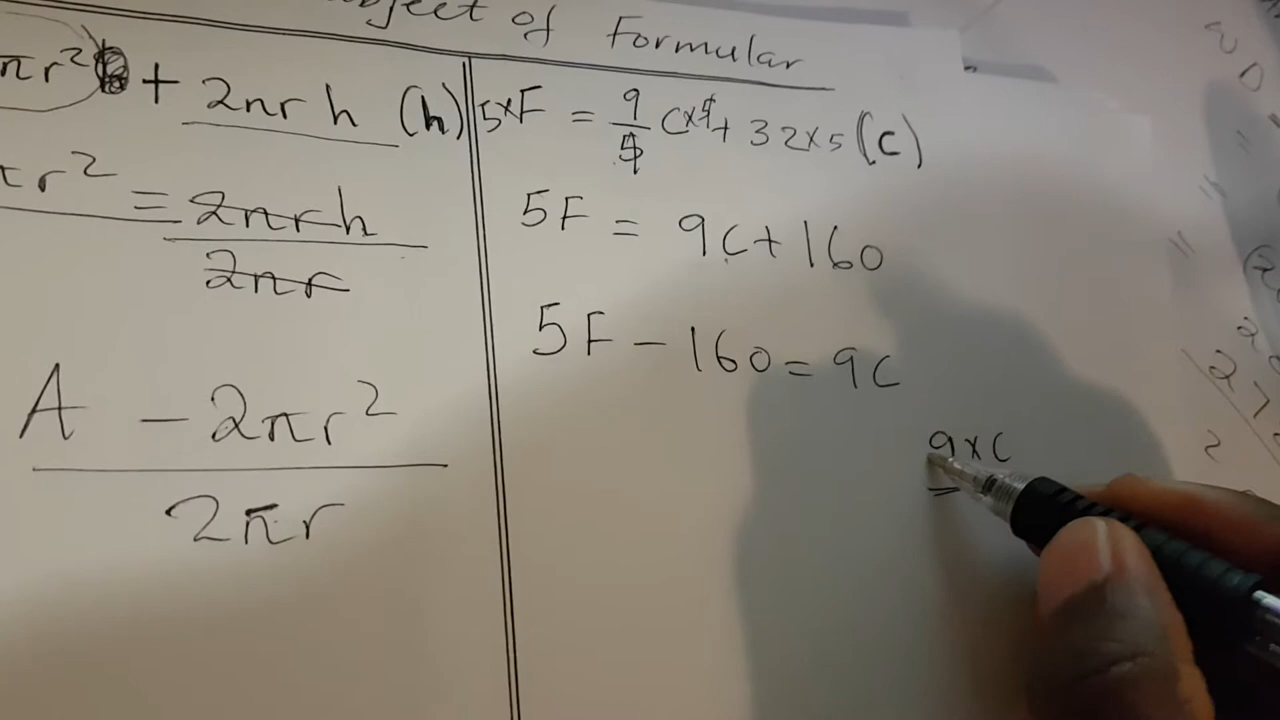 of Formular
πr² + 2πr h (h)
πr² = 2πrh
2πr
A - 2πr²
2πr
5×F = 9/5 C×5 + 32×5 (C)
5F = 9C + 160
5F - 160 = 9C
9×C